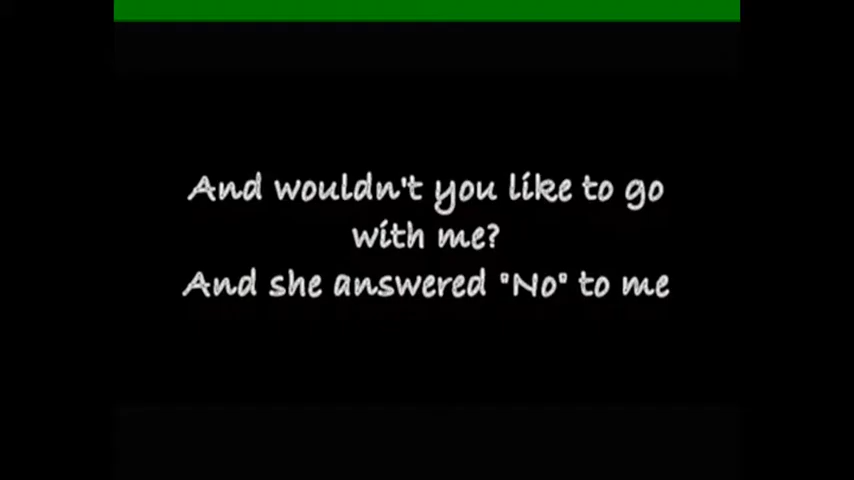 And wouldn't you like to go
with me?
And she answered "No" to me